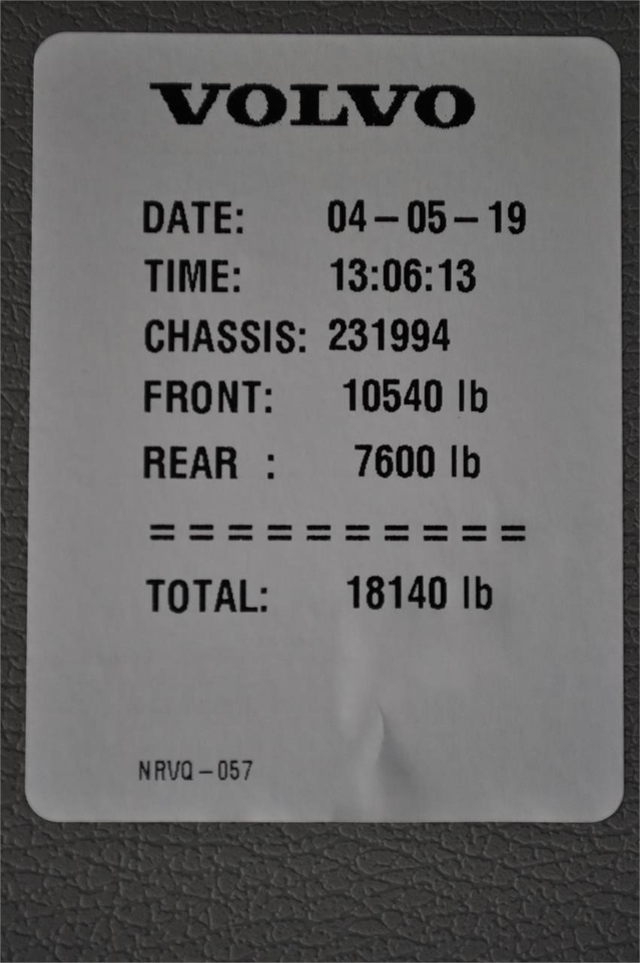 VOLVO
DATE: 04-05-19
TIME: 13:06:13
CHASSIS: 231994
FRONT: 10540 lb
REAR : 7600 lb
==========
TOTAL: 18140 lb
NRVQ-057